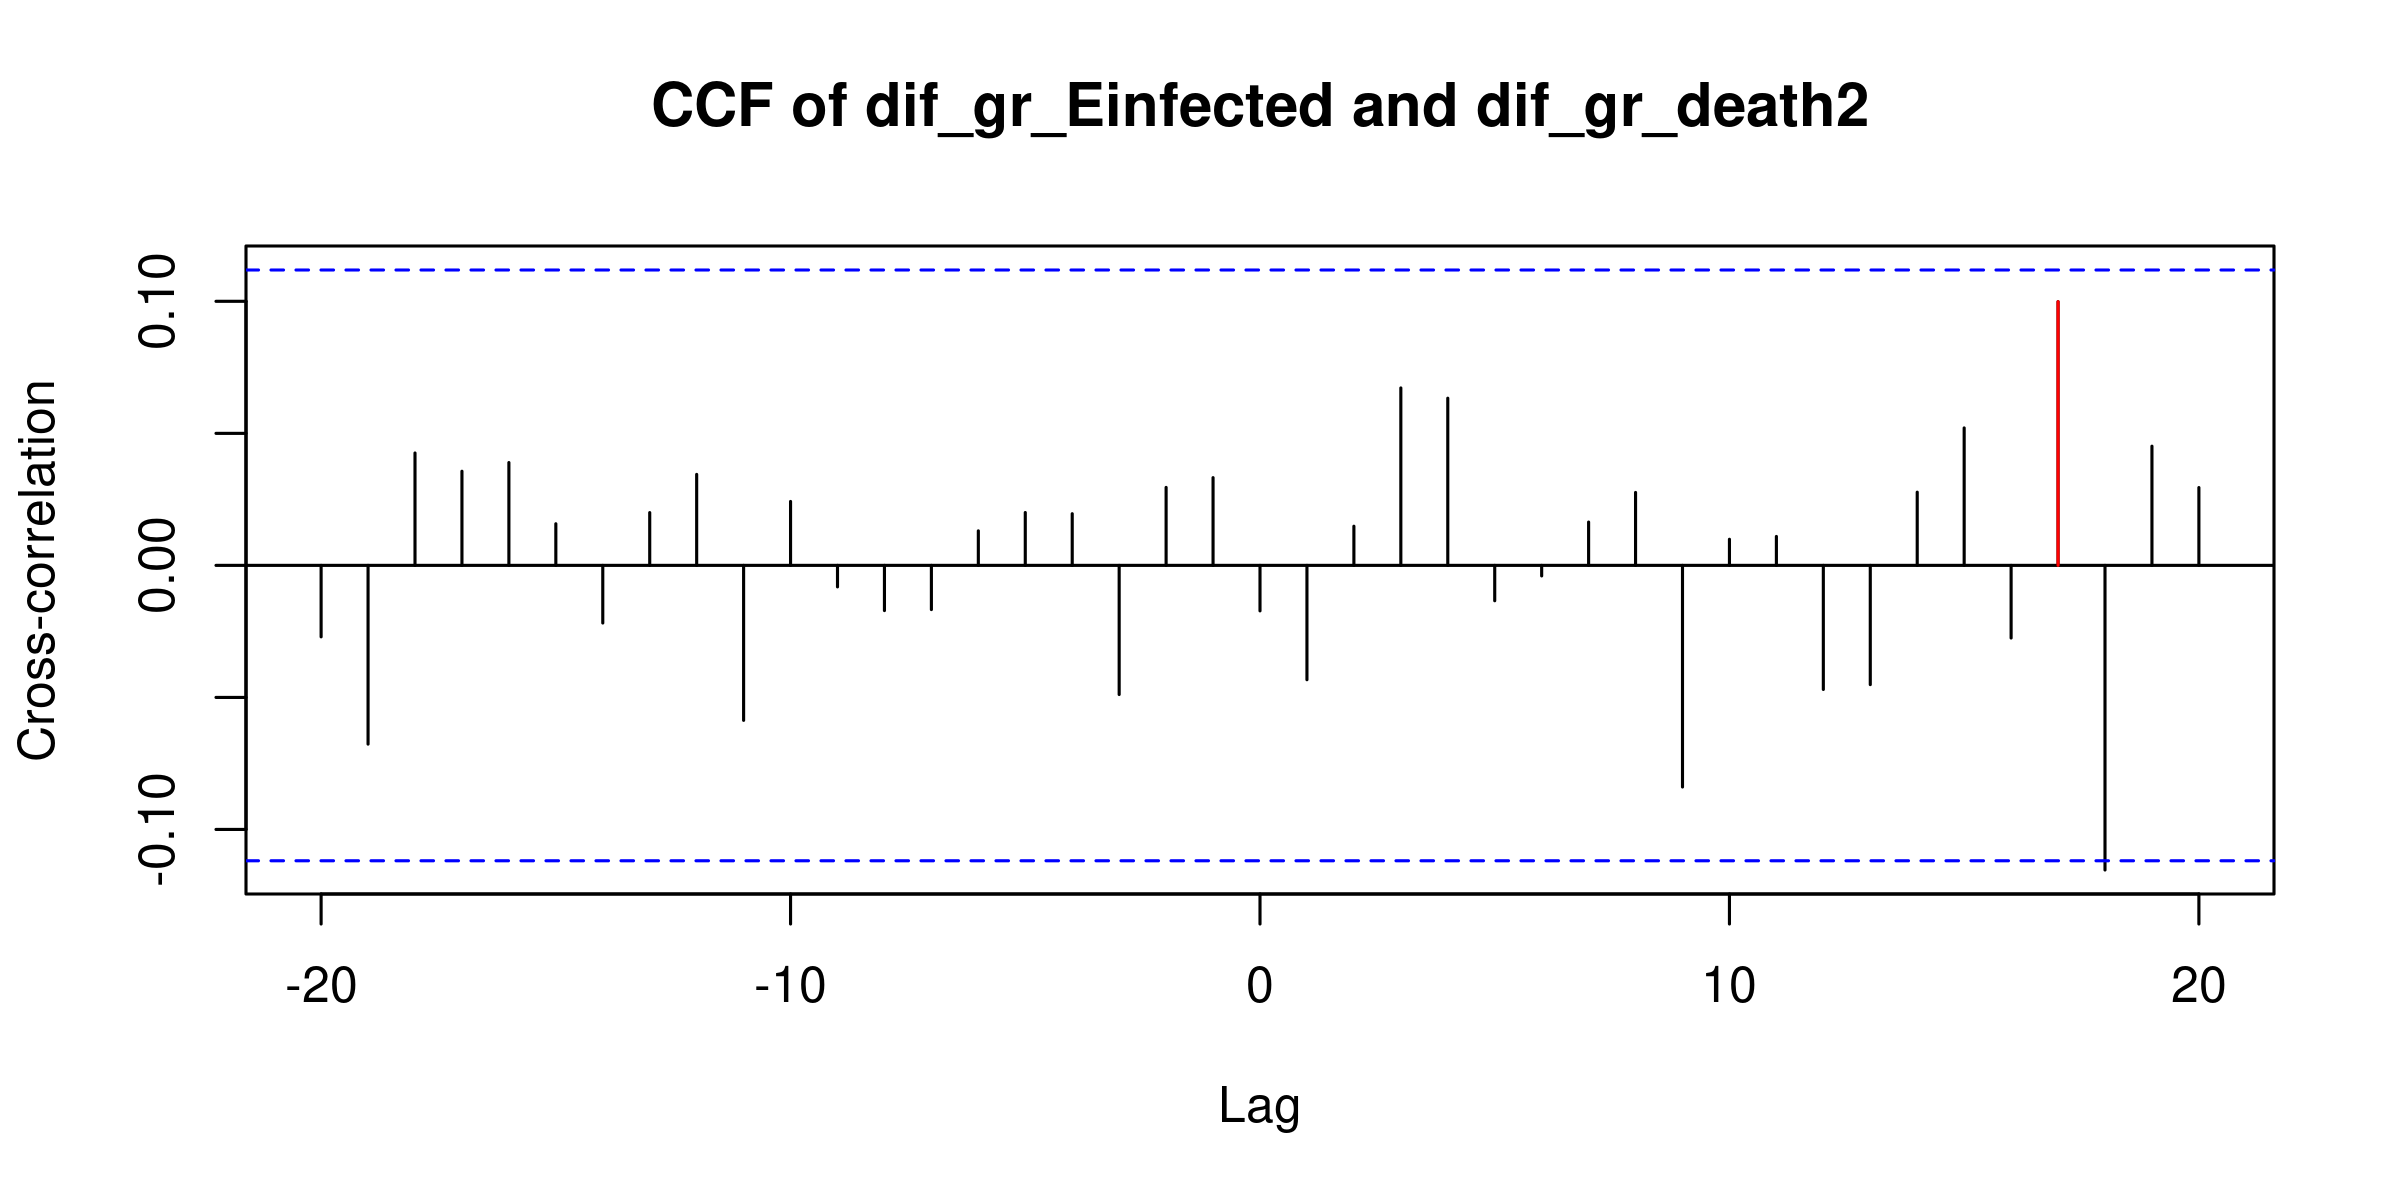 CCF of dif_gr_Einfected and dif_gr_death2
Cross-correlation
0.10
0.00
-0.10
-20 -10 0 10 20
Lag